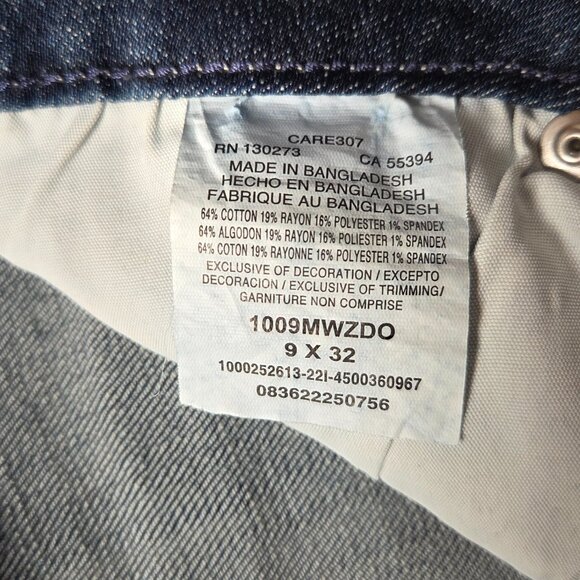 CARE307
RN 130273 CA 55394
MADE IN BANGLADESH
HECHO EN BANGLADESH
FABRIQUE AU BANGLADESH
64% COTTON 19% RAYON 16% POLYESTER 1% SPANDEX
64% ALGODON 19% RAYON 16% POLIESTER 1% SPANDEX
64% COTON 19% RAYONNE 16% POLYESTER 1% SPANDEX
EXCLUSIVE OF DECORATION / EXCEPTO
DECORACION / EXCLUSIVE OF TRIMMING/
GARNITURE NON COMPRISE
1009MWZDO
9 X 32
1000252613-22I-4500360967
083622250756